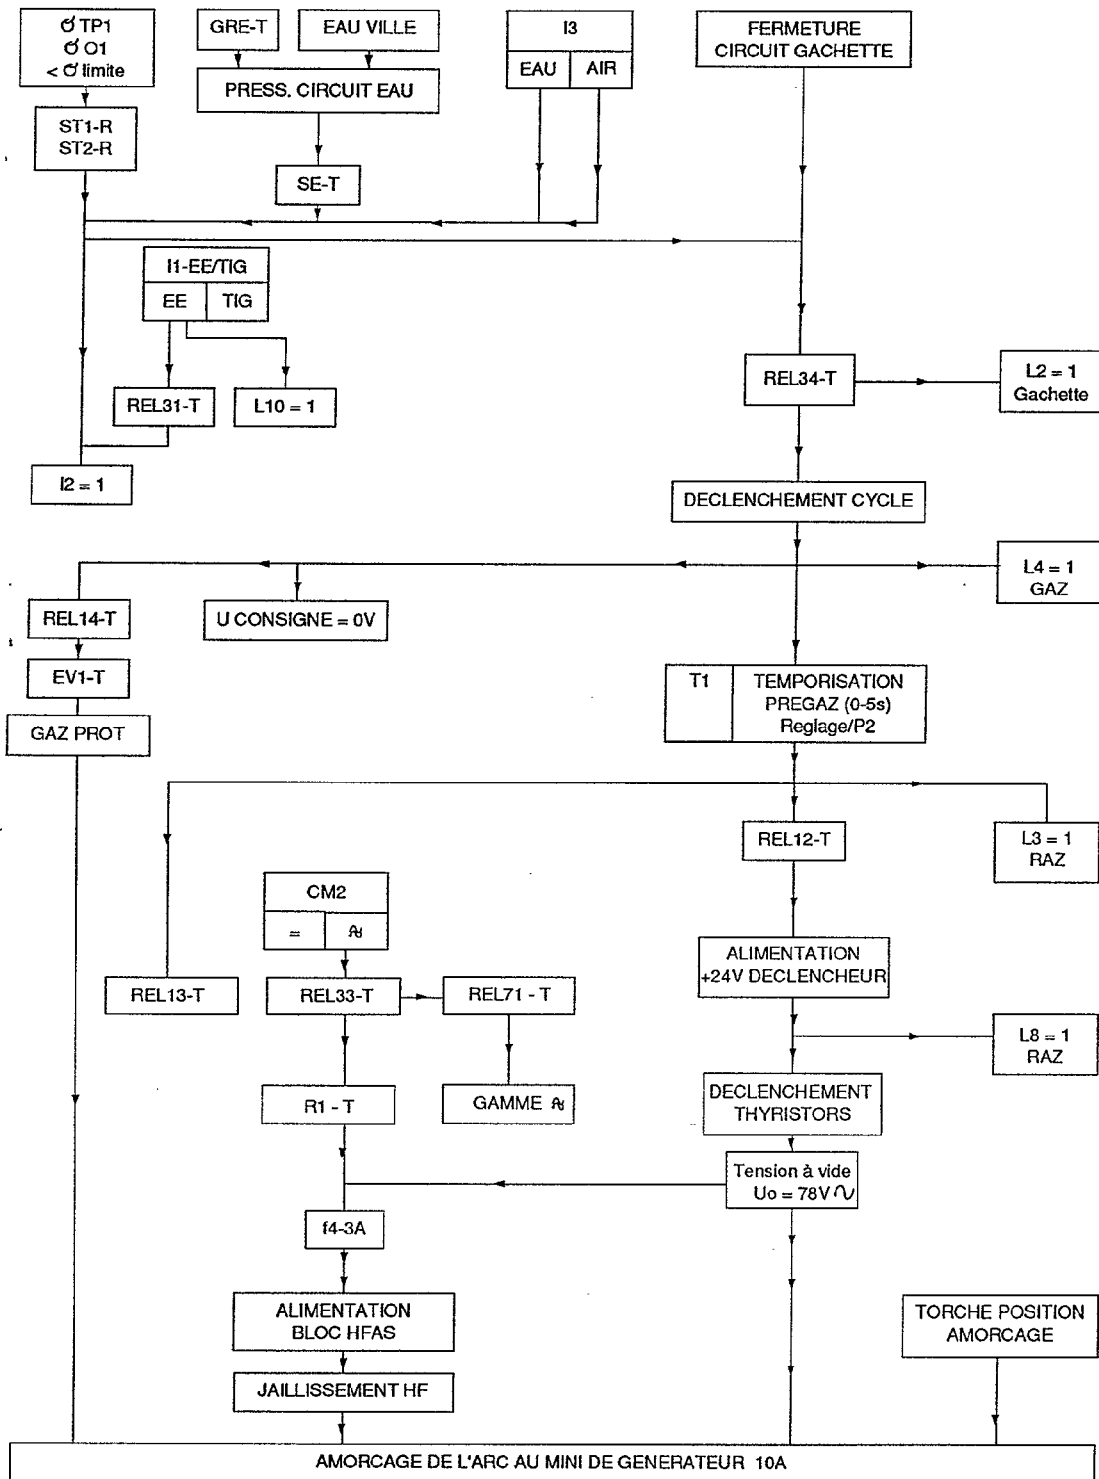 ♂ TP1
♂ O1
< ♂ limite
GRE-T
EAU VILLE
I3
EAU
AIR
FERMETURE
CIRCUIT GACHETTE
PRESS. CIRCUIT EAU
ST1-R
ST2-R
SE-T
I1-EE/TIG
EE
TIG
REL31-T
L10 = 1
REL34-T
L2 = 1
Gachette
I2 = 1
DECLENCHEMENT CYCLE
L4 = 1
GAZ
REL14-T
U CONSIGNE = 0V
EV1-T
GAZ PROT
T1
TEMPORISATION
PREGAZ (0-5s)
Reglage/P2
REL12-T
L3 = 1
RAZ
CM2
=
ALIMENTATION
+24V DECLENCHEUR
REL13-T
REL33-T
REL71 - T
L8 = 1
RAZ
R1 - T
GAMME
DECLENCHEMENT
THYRISTORS
Tension à vide
Uo = 78V
f4-3A
ALIMENTATION
BLOC HFAS
TORCHE POSITION
AMORCAGE
JAILLISSEMENT HF
AMORCAGE DE L'ARC AU MINI DE GENERATEUR 10A